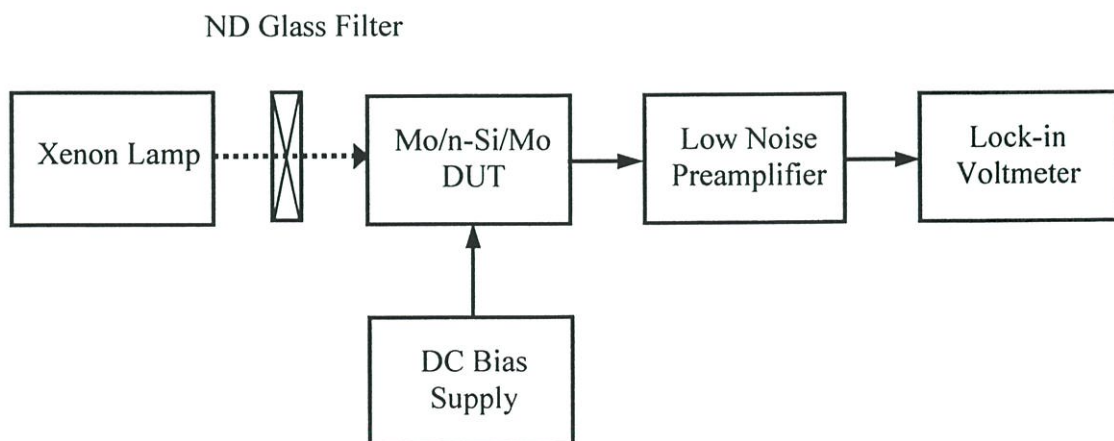 ND Glass Filter
Xenon Lamp
Mo/n-Si/Mo
DUT
Low Noise
Preamplifier
Lock-in
Voltmeter
DC Bias
Supply